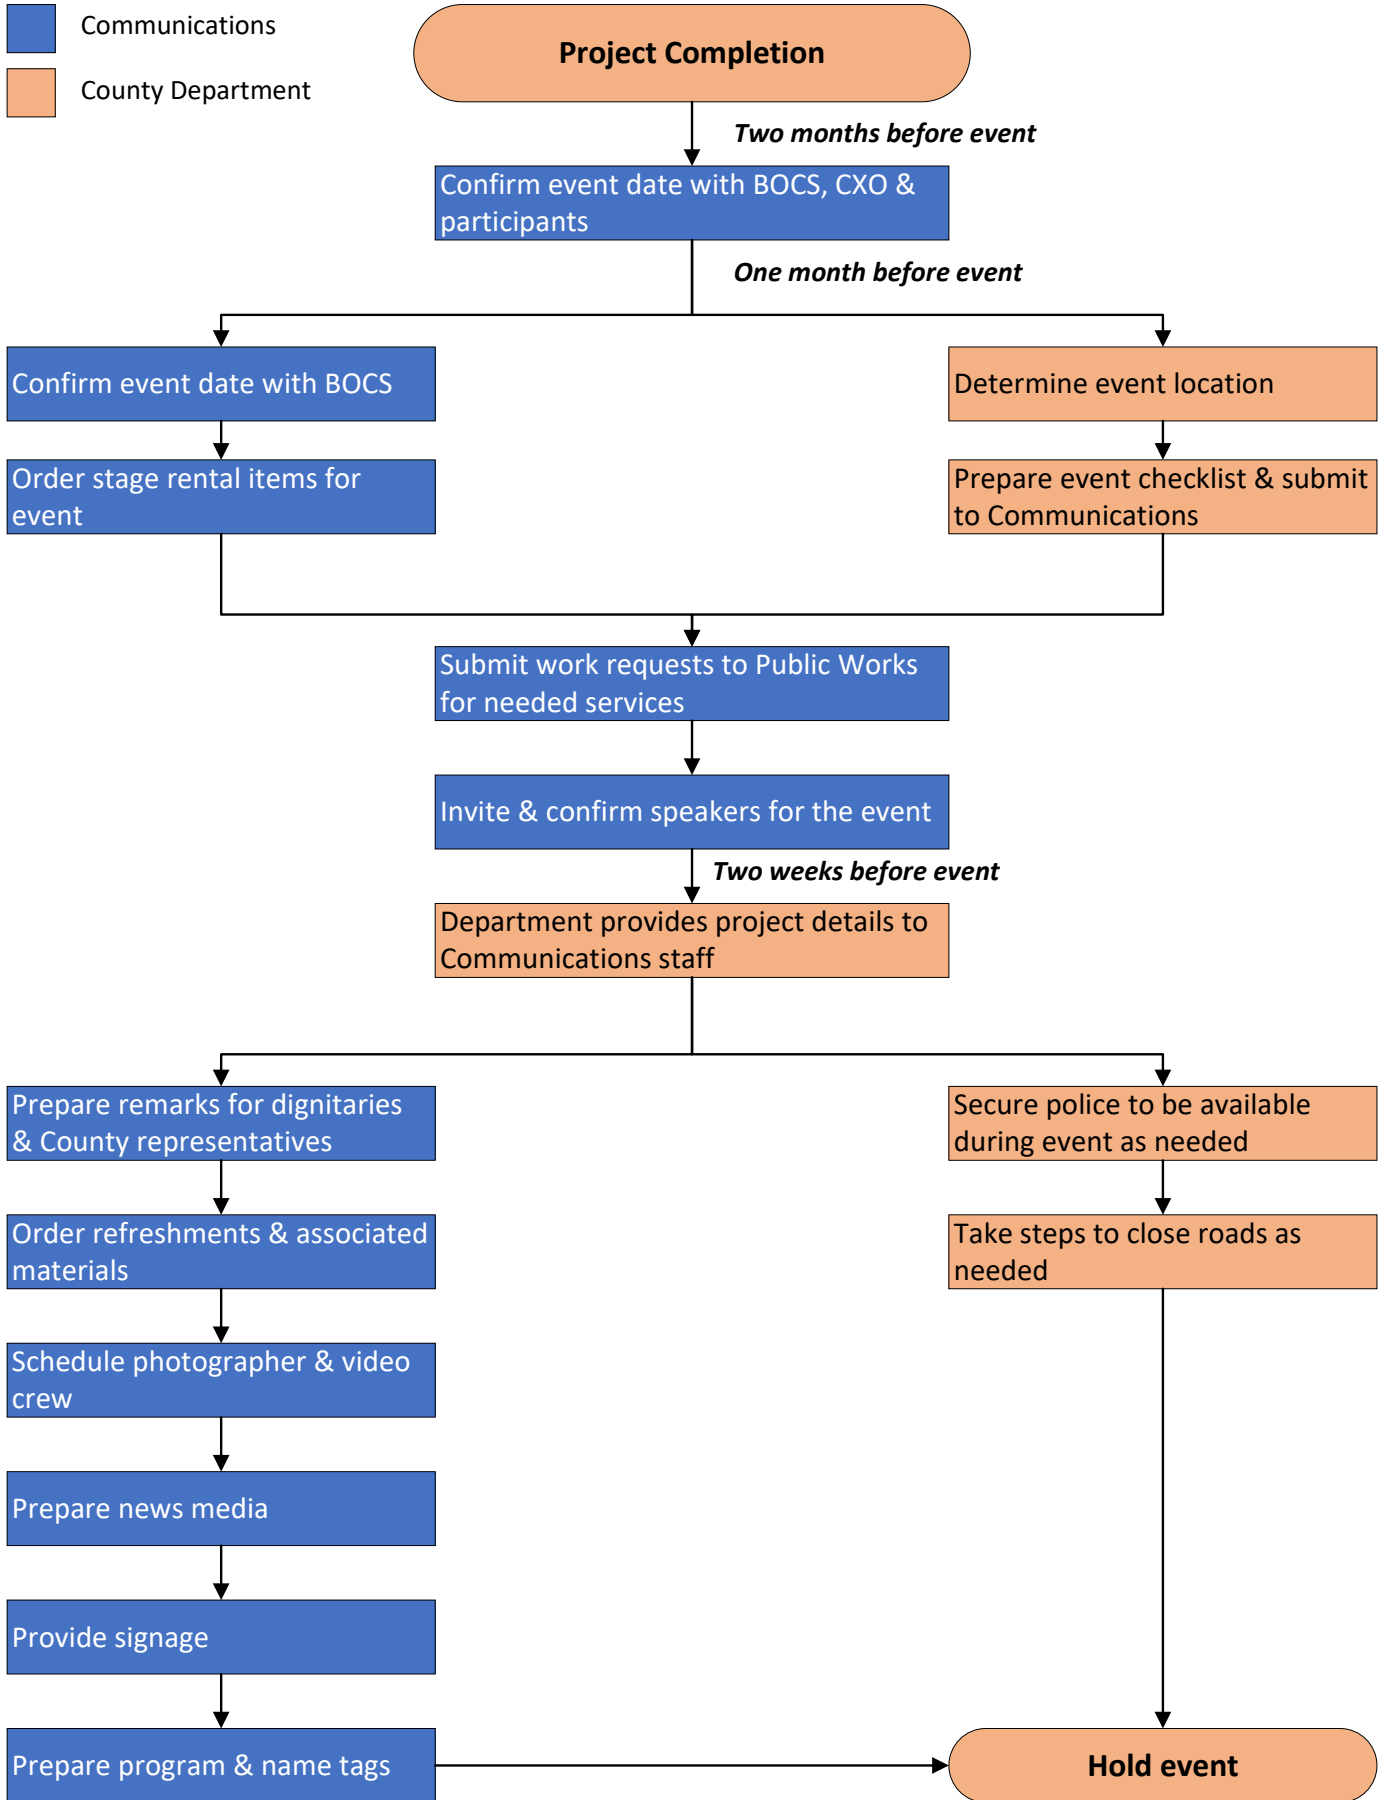 Communications
County Department
Project Completion
Two months before event
Confirm event date with BOCS, CXO &
participants
One month before event
Confirm event date with BOCS
Determine event location
Order stage rental items for
event
Prepare event checklist & submit
to Communications
Submit work requests to Public Works
for needed services
Invite & confirm speakers for the event
Two weeks before event
Department provides project details to
Communications staff
Prepare remarks for dignitaries
& County representatives
Secure police to be available
during event as needed
Order refreshments & associated
materials
Take steps to close roads as
needed
Schedule photographer & video
crew
Prepare news media
Provide signage
Prepare program & name tags
Hold event